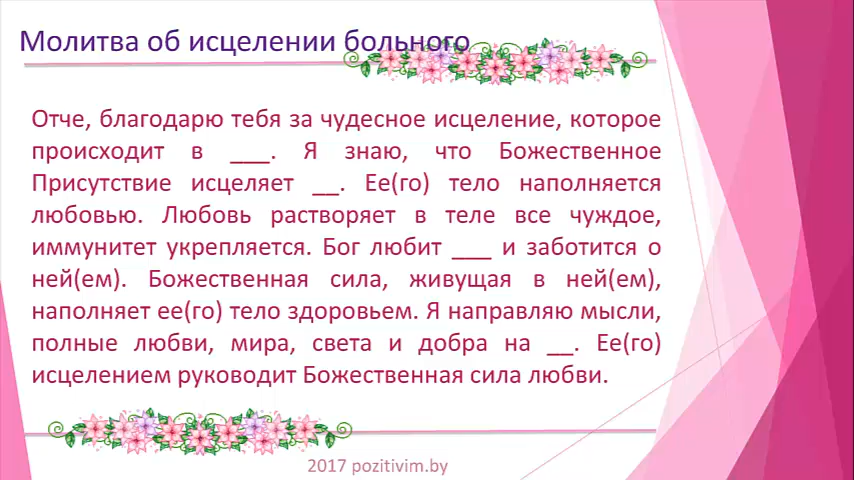 Молитва об исцелении больного
Отче, благодарю тебя за чудесное исцеление, которое
происходит в ___. Я знаю, что Божественное
Присутствие исцеляет __. Ее(го) тело наполняется
любовью. Любовь растворяет в теле все чуждое,
иммунитет укрепляется. Бог любит ___ и заботится о
ней(ем). Божественная сила, живущая в ней(ем),
наполняет ее(го) тело здоровьем. Я направляю мысли,
полные любви, мира, света и добра на __. Ее(го)
исцелением руководит Божественная сила любви.
2017 pozitivim.by